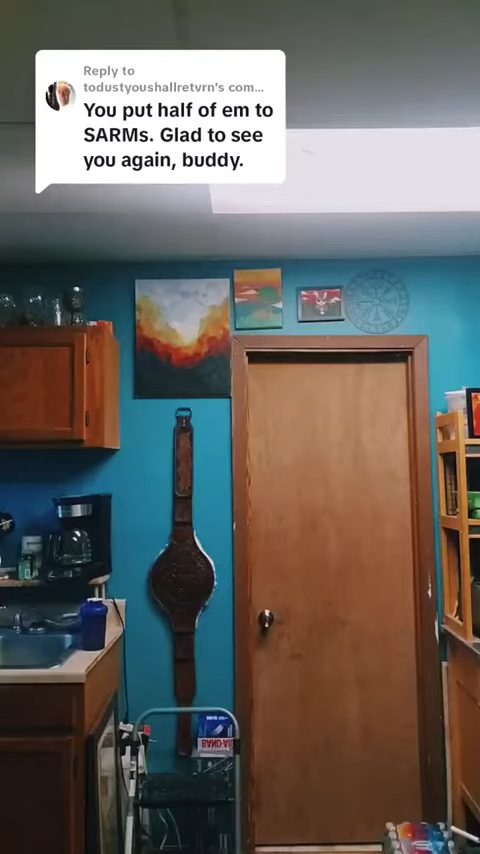 Reply to
todustyoushallretvrn's com...
You put half of em to
SARMs. Glad to see
you again, buddy.
BAND-AID